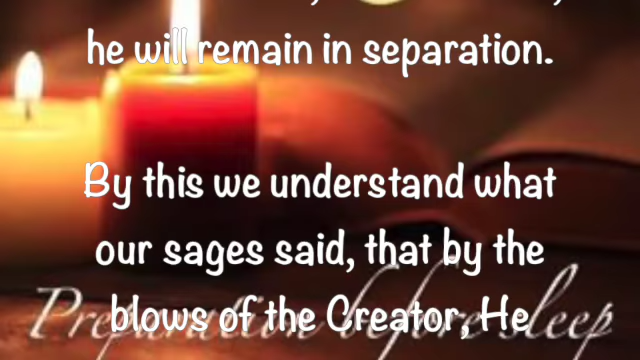 he will remain in separation.
By this we understand what
our sages said, that by the
blows of the Creator, He
Preparation before sleep